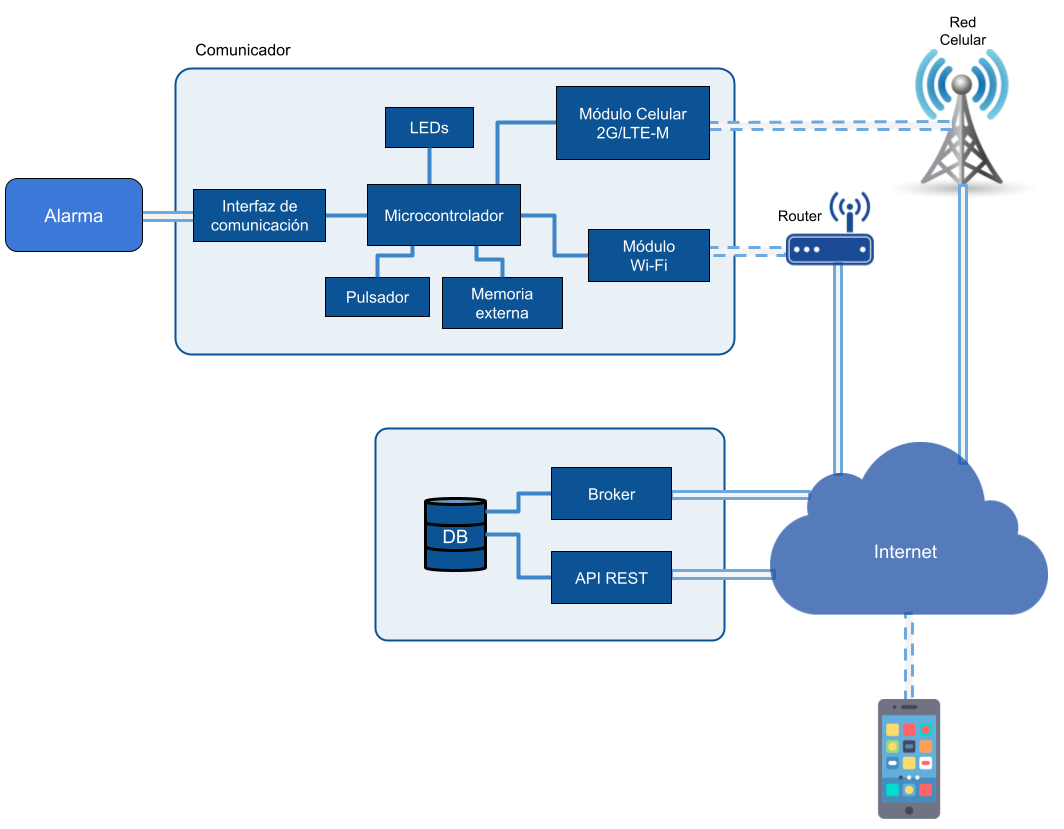 Red
Celular
Comunicador
LEDs
Módulo Celular
2G/LTE-M
Alarma
Interfaz de
comunicación
Microcontrolador
Router
Módulo
Wi-Fi
Pulsador
Memoria
externa
Broker
DB
API REST
Internet